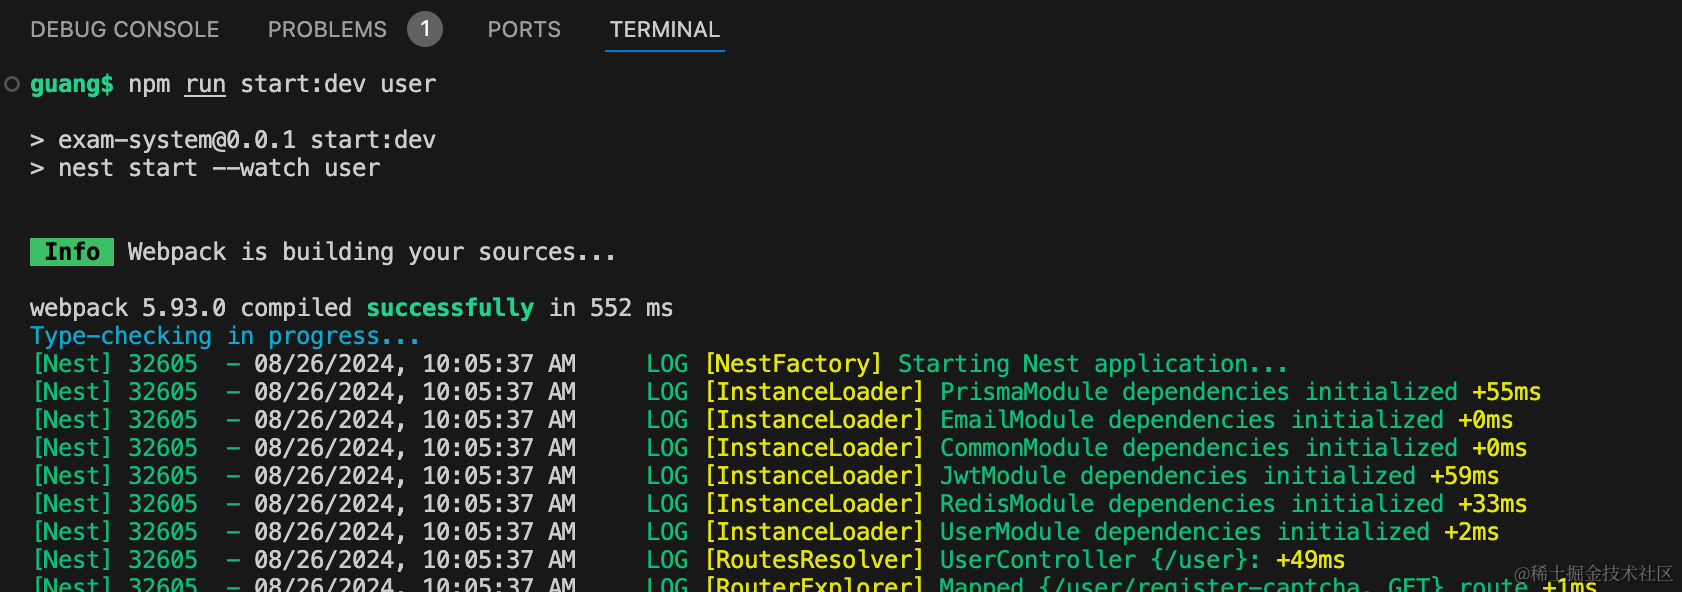 DEBUG CONSOLE PROBLEMS 1 PORTS TERMINAL
guang$ npm run start:dev user
> exam-system@0.0.1 start:dev
> nest start --watch user
Info Webpack is building your sources...
webpack 5.93.0 compiled successfully in 552 ms
Type-checking in progress...
[Nest] 32605  - 08/26/2024, 10:05:37 AM     LOG [NestFactory] Starting Nest application...
[Nest] 32605  - 08/26/2024, 10:05:37 AM     LOG [InstanceLoader] PrismaModule dependencies initialized +55ms
[Nest] 32605  - 08/26/2024, 10:05:37 AM     LOG [InstanceLoader] EmailModule dependencies initialized +0ms
[Nest] 32605  - 08/26/2024, 10:05:37 AM     LOG [InstanceLoader] CommonModule dependencies initialized +0ms
[Nest] 32605  - 08/26/2024, 10:05:37 AM     LOG [InstanceLoader] JwtModule dependencies initialized +59ms
[Nest] 32605  - 08/26/2024, 10:05:37 AM     LOG [InstanceLoader] RedisModule dependencies initialized +33ms
[Nest] 32605  - 08/26/2024, 10:05:37 AM     LOG [InstanceLoader] UserModule dependencies initialized +2ms
[Nest] 32605  - 08/26/2024, 10:05:37 AM     LOG [RoutesResolver] UserController {/user}: +49ms
[Nest] 32605  - 08/26/2024, 10:05:37 AM     LOG [RouterExplorer] Mapped {/user/register-captcha, GET} route +1ms
@稀土掘金技术社区